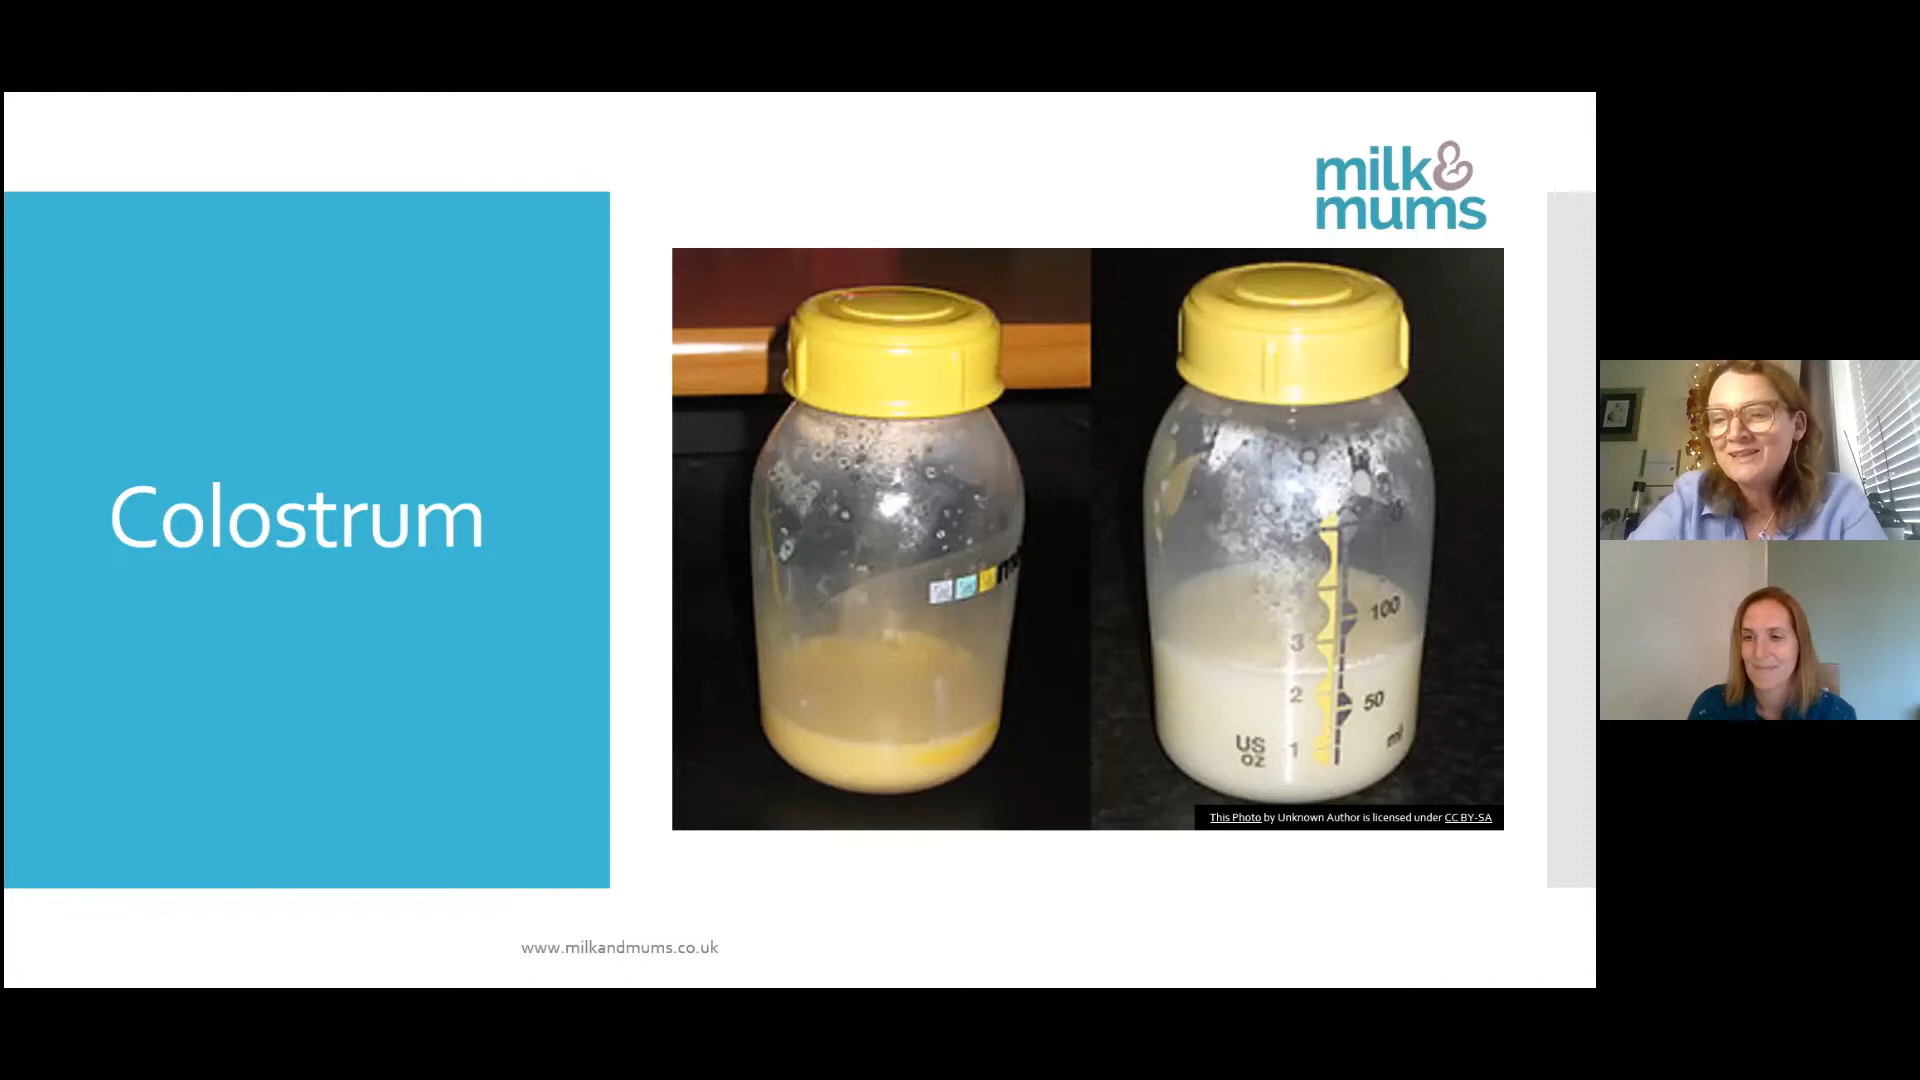 milk&
mums
Colostrum
100
3
2
50
US
oz
1
ml
This Photo by Unknown Author is licensed under CC BY-SA
www.milkandmums.co.uk